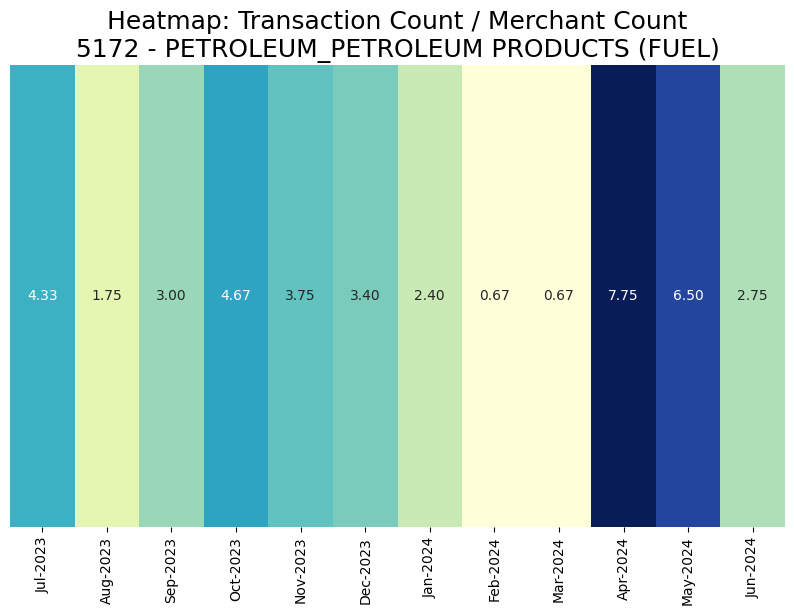 Heatmap: Transaction Count / Merchant Count
5172 - PETROLEUM_PETROLEUM PRODUCTS (FUEL)
4.33 1.75 3.00 4.67 3.75 3.40 2.40 0.67 0.67 7.75 6.50 2.75
Jul-2023 Aug-2023 Sep-2023 Oct-2023 Nov-2023 Dec-2023 Jan-2024 Feb-2024 Mar-2024 Apr-2024 May-2024 Jun-2024